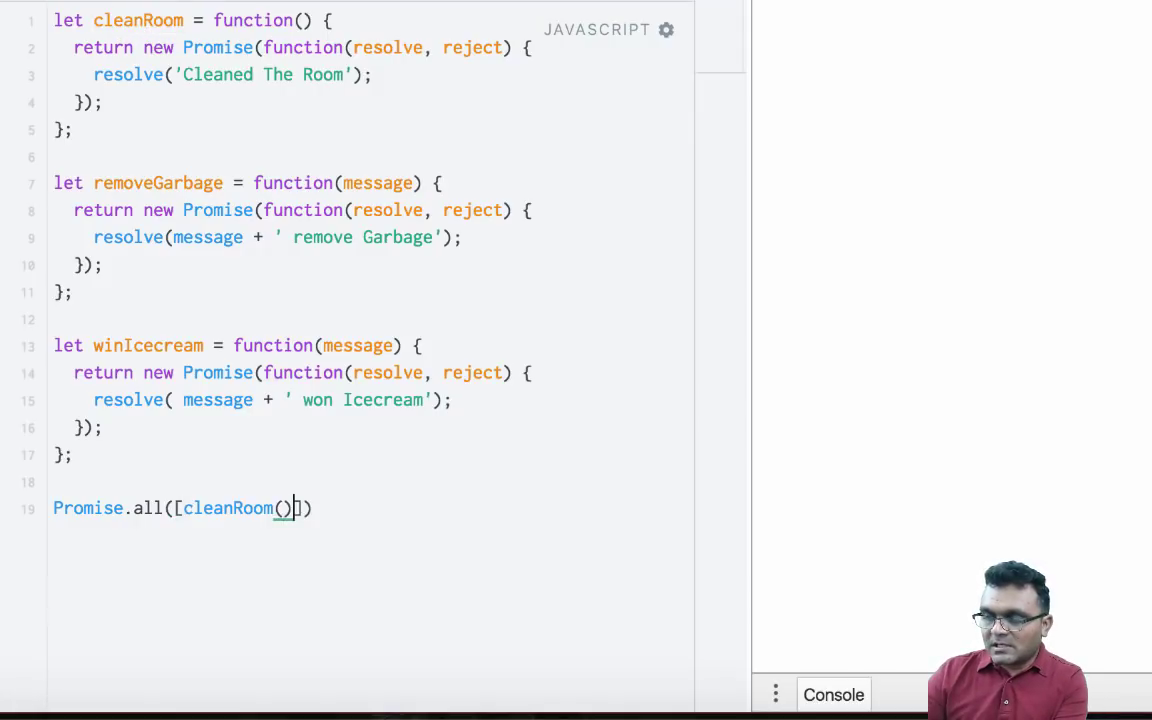 JAVASCRIPT
1 let cleanRoom = function() {
2 return new Promise(function(resolve, reject) {
3 resolve('Cleaned The Room');
4 });
5 };
6
7 let removeGarbage = function(message) {
8 return new Promise(function(resolve, reject) {
9 resolve(message + ' remove Garbage');
10 });
11 };
12
13 let winIcecream = function(message) {
14 return new Promise(function(resolve, reject) {
15 resolve( message + ' won Icecream');
16 });
17 };
18
19 Promise.all([cleanRoom()])
Console